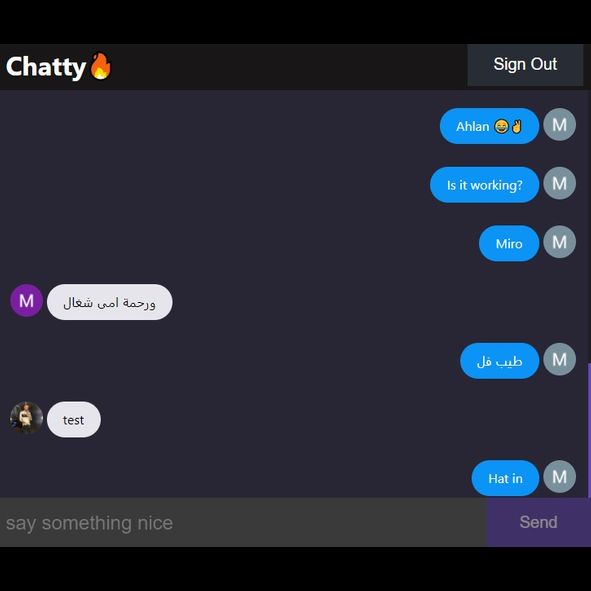 Chatty🔥
Sign Out
Ahlan 😄✌
M
Is it working?
M
Miro
M
M
ورحمة امى شغال
طيب فل
M
test
Hat in
M
say something nice
Send